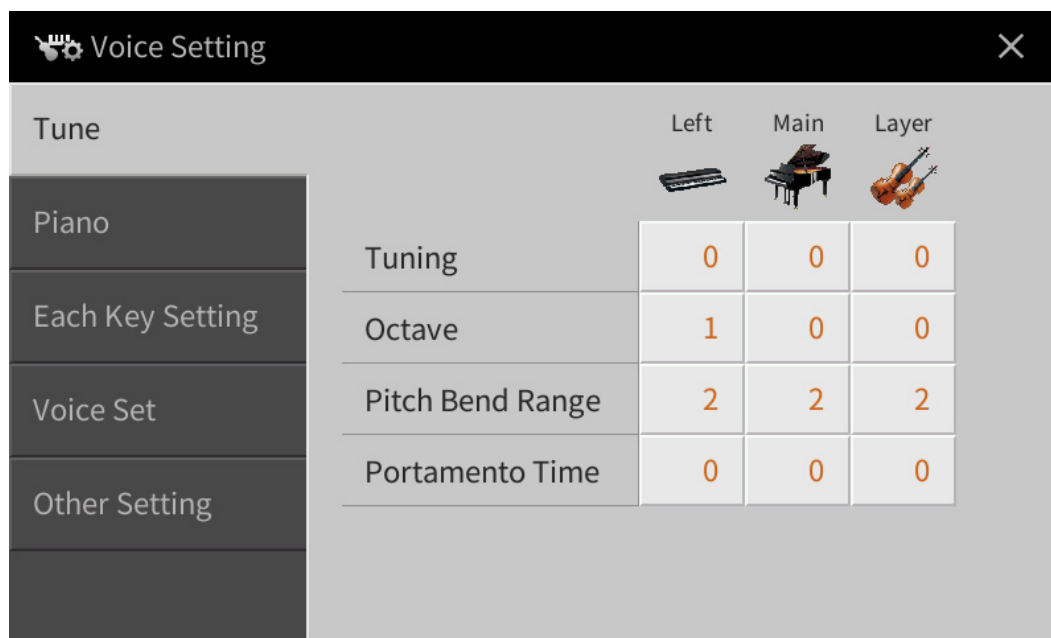 Voice Setting
Tune
Left Main Layer
Piano
Tuning 0 0 0
Each Key Setting
Octave 1 0 0
Voice Set
Pitch Bend Range 2 2 2
Portamento Time 0 0 0
Other Setting